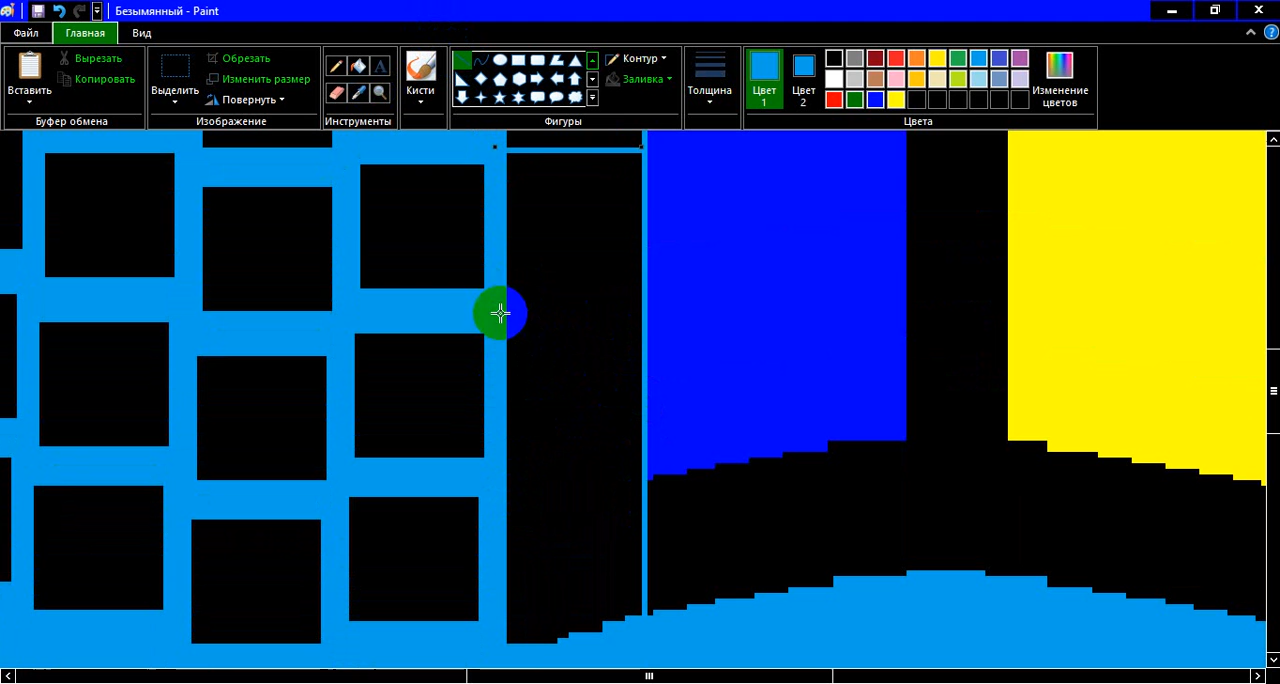 Безымянный - Paint
Файл Главная Вид
Вставить
Вырезать
Копировать
Буфер обмена
Выделить
Обрезать
Изменить размер
Повернуть
Изображение
Инструменты
Кисти
Контур
Заливка
Фигуры
Толщина
Цвет 1
Цвет 2
Изменение цветов
Цвета